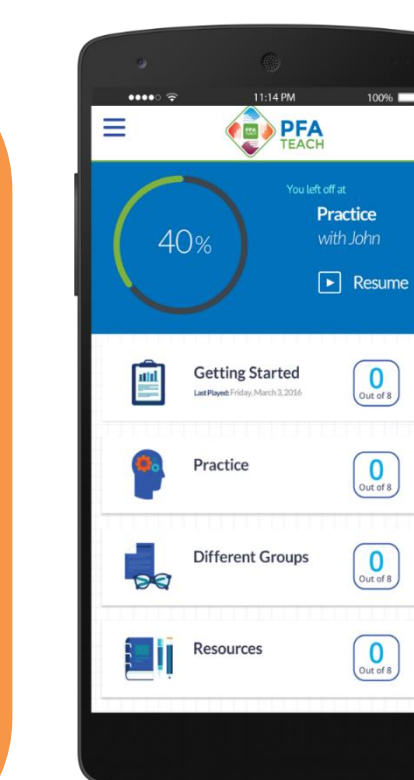 11:14 PM
100%
PFA
TEACH
You left off at
Practice
with John
40%
Resume
Getting Started
Last Played: Friday, March 3, 2016
0
Out of 8
Practice
0
Out of 8
Different Groups
0
Out of 8
Resources
0
Out of 8